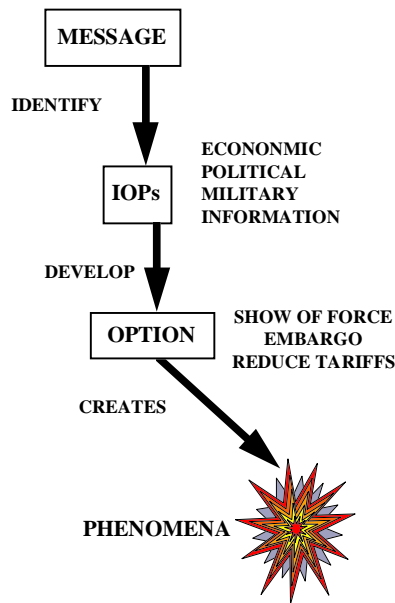 MESSAGE
IDENTIFY
IOPs
ECONONMIC
POLITICAL
MILITARY
INFORMATION
DEVELOP
OPTION
SHOW OF FORCE
EMBARGO
REDUCE TARIFFS
CREATES
PHENOMENA